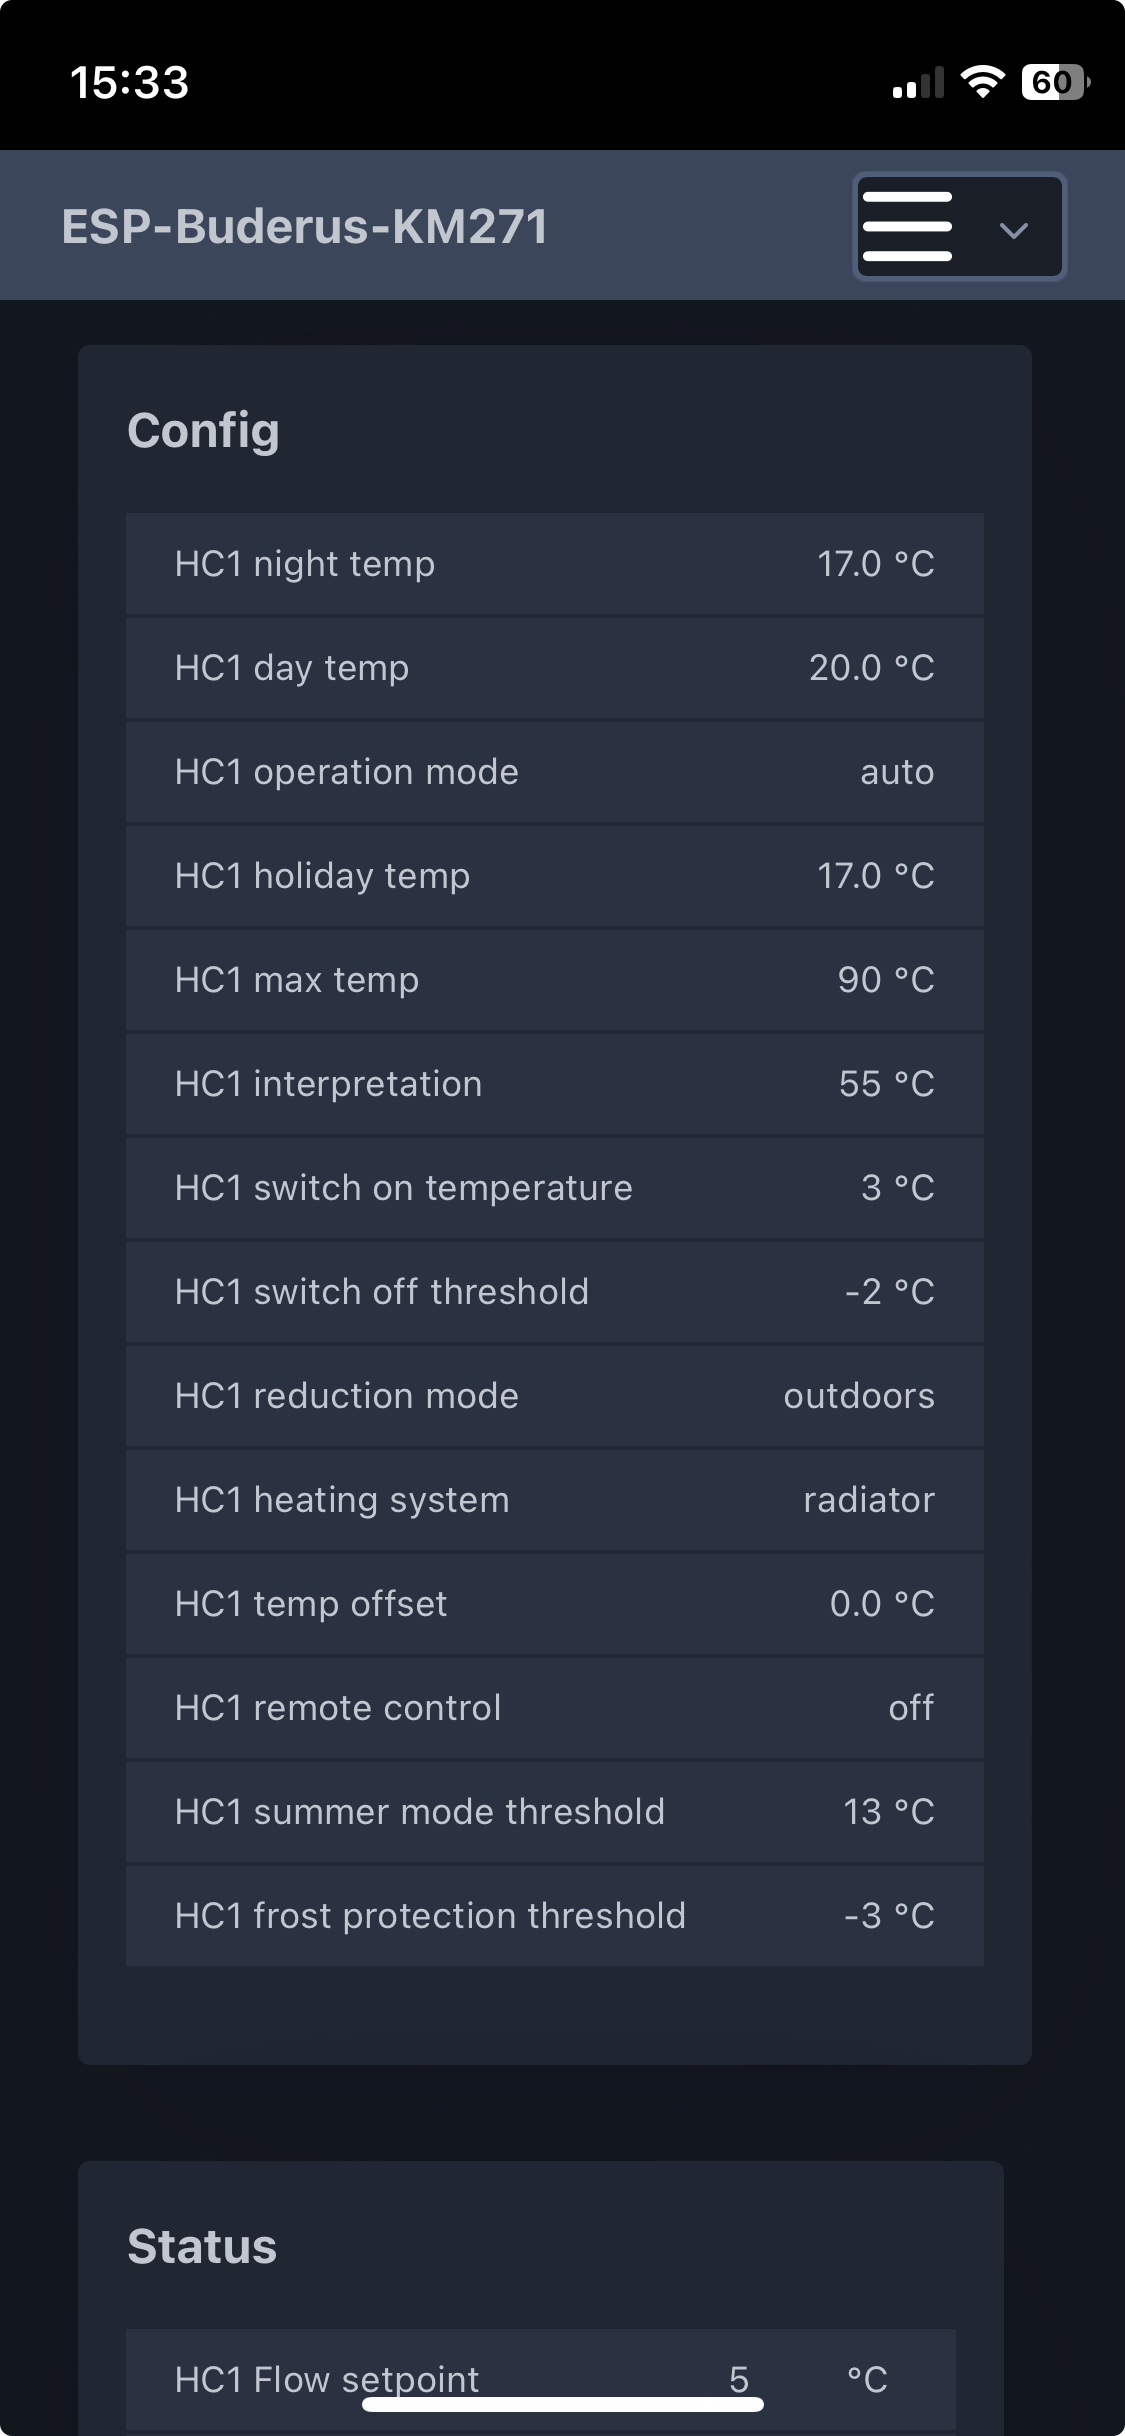 15:33
60
ESP-Buderus-KM271
Config
HC1 night temp 17.0 °C
HC1 day temp 20.0 °C
HC1 operation mode auto
HC1 holiday temp 17.0 °C
HC1 max temp 90 °C
HC1 interpretation 55 °C
HC1 switch on temperature 3 °C
HC1 switch off threshold -2 °C
HC1 reduction mode outdoors
HC1 heating system radiator
HC1 temp offset 0.0 °C
HC1 remote control off
HC1 summer mode threshold 13 °C
HC1 frost protection threshold -3 °C
Status
HC1 Flow setpoint 5 °C